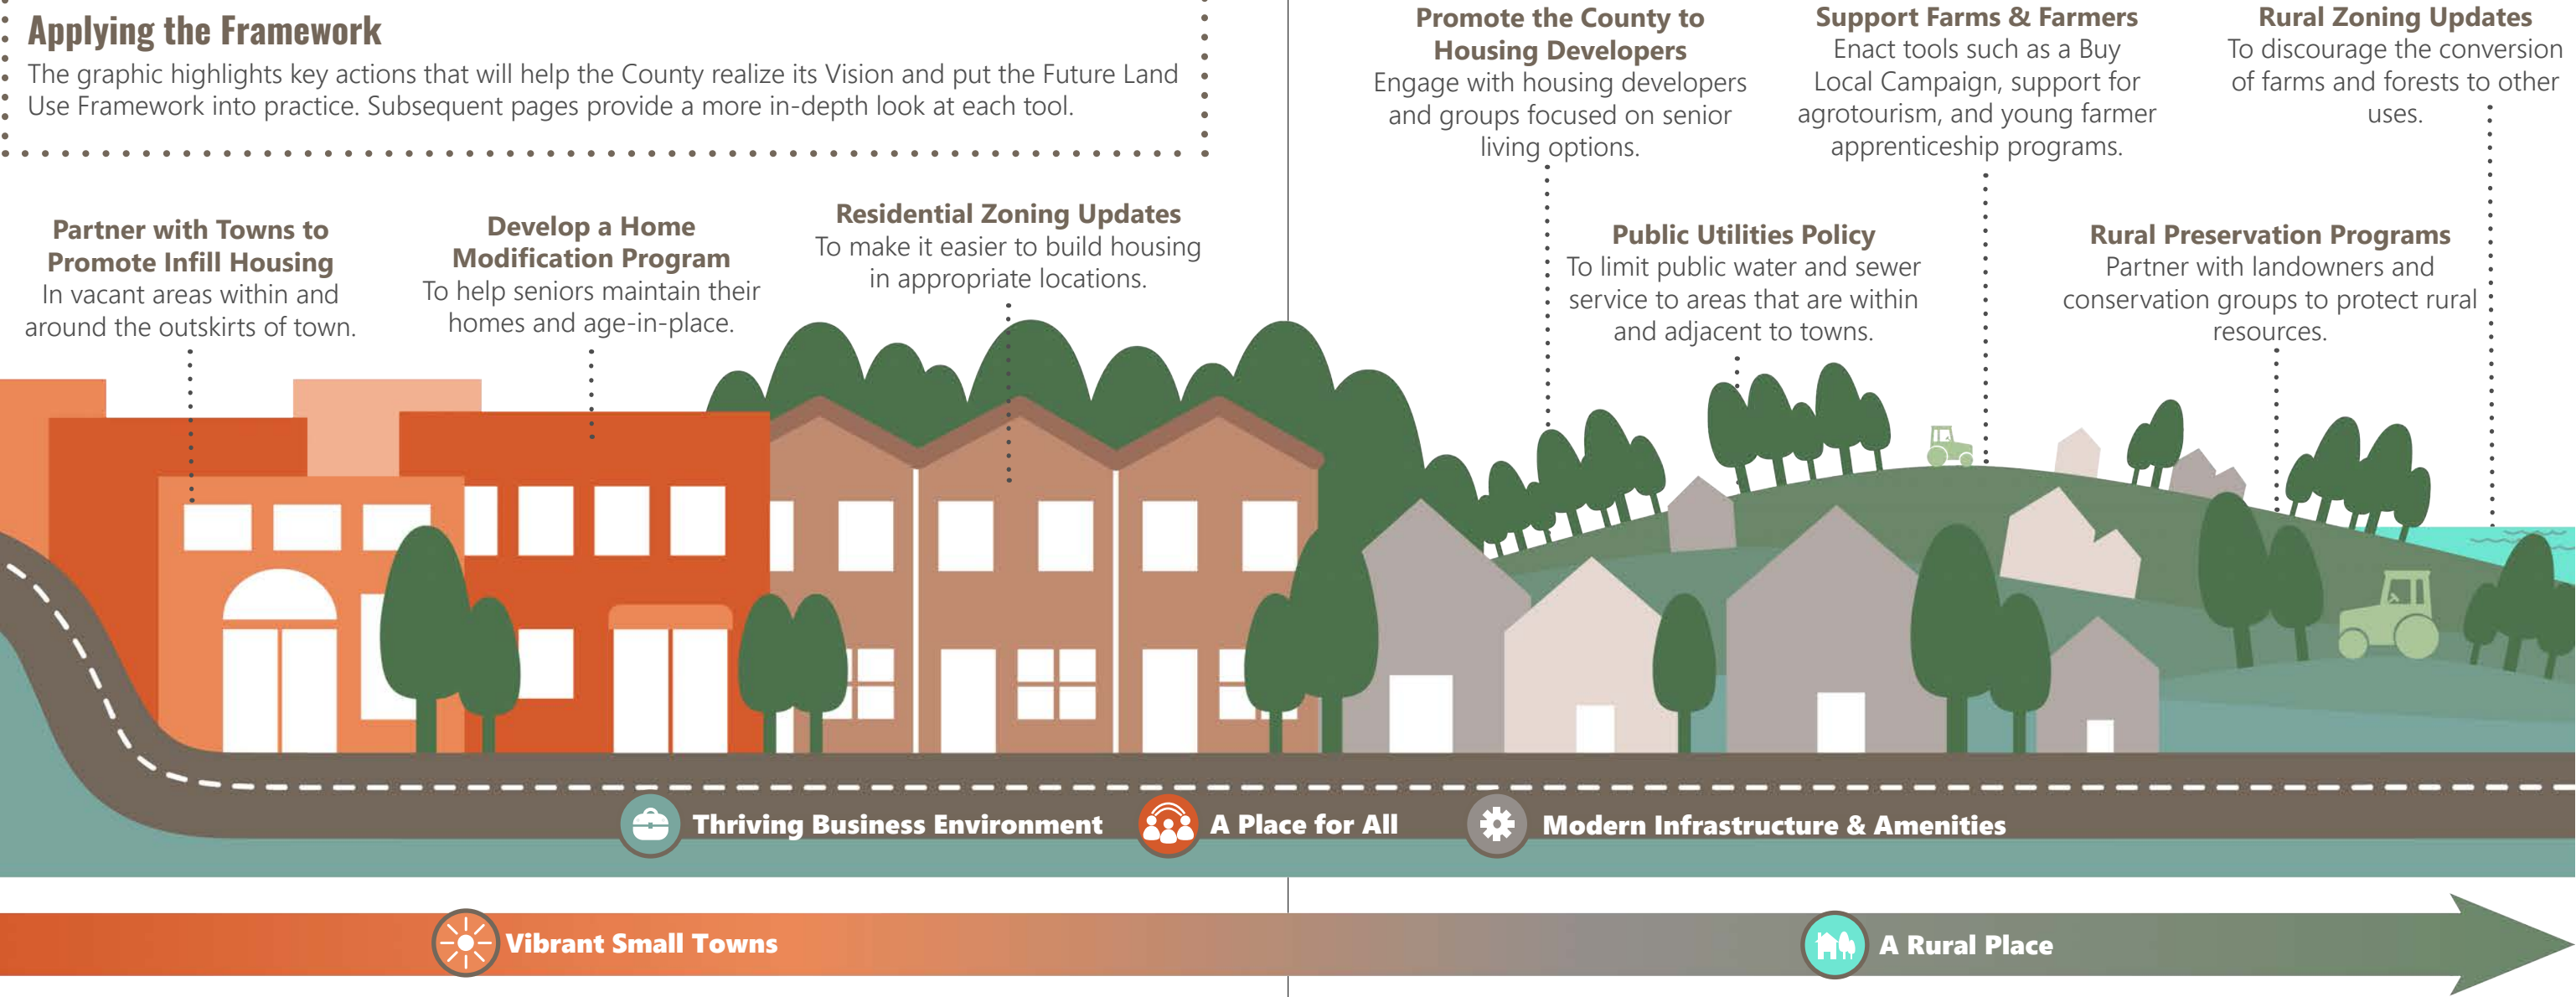 Applying the Framework
The graphic highlights key actions that will help the County realize its Vision and put the Future Land
Use Framework into practice. Subsequent pages provide a more in-depth look at each tool.
Partner with Towns to
Promote Infill Housing
In vacant areas within and
around the outskirts of town.
Develop a Home
Modification Program
To help seniors maintain their
homes and age-in-place.
Residential Zoning Updates
To make it easier to build housing
in appropriate locations.
Promote the County to
Housing Developers
Engage with housing developers
and groups focused on senior
living options.
Public Utilities Policy
To limit public water and sewer
service to areas that are within
and adjacent to towns.
Support Farms & Farmers
Enact tools such as a Buy
Local Campaign, support for
agrotourism, and young farmer
apprenticeship programs.
Rural Preservation Programs
Partner with landowners and
conservation groups to protect rural
resources.
Rural Zoning Updates
To discourage the conversion
of farms and forests to other
uses.
Thriving Business Environment
A Place for All
Modern Infrastructure & Amenities
Vibrant Small Towns
A Rural Place